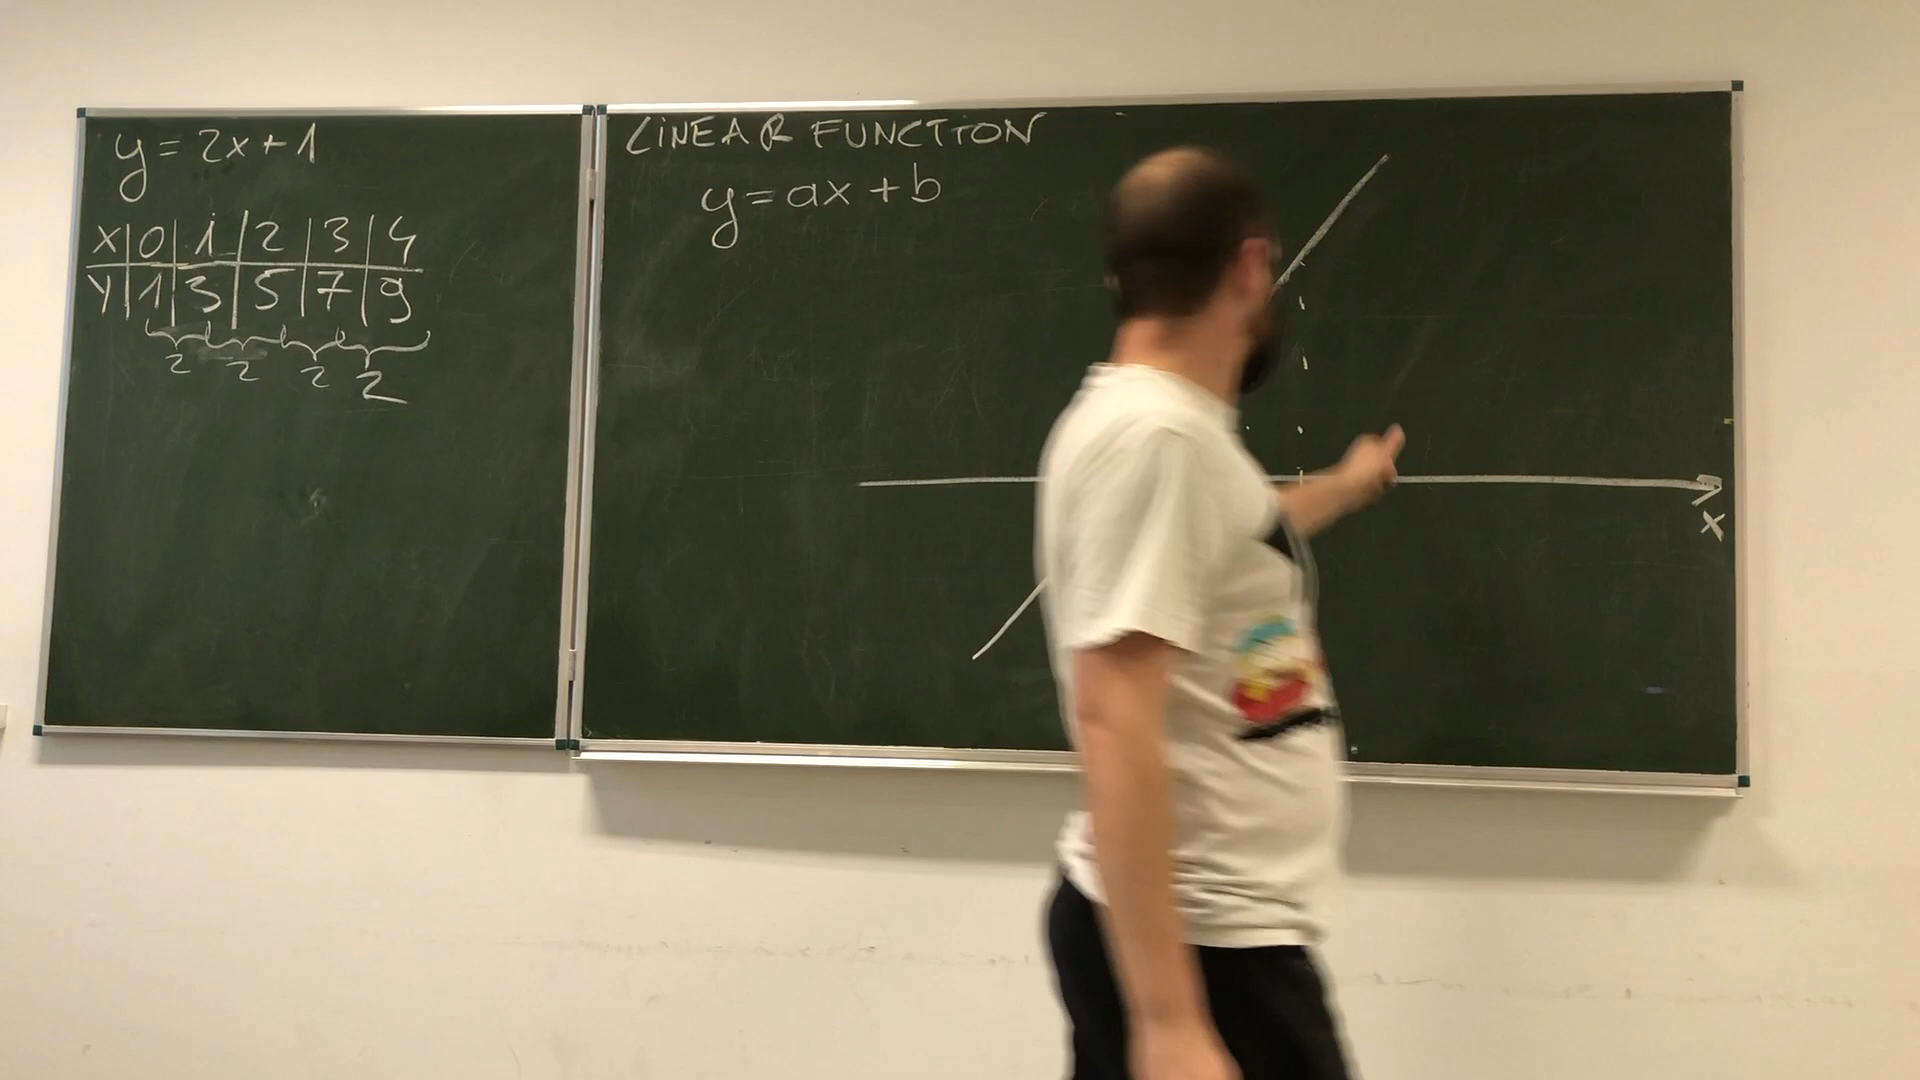 y = 2x + 1
x | 0 | 1 | 2 | 3 | 4
y | 1 | 3 | 5 | 7 | 9
2 2 2 2
LINEAR FUNCTION
y = ax + b
x